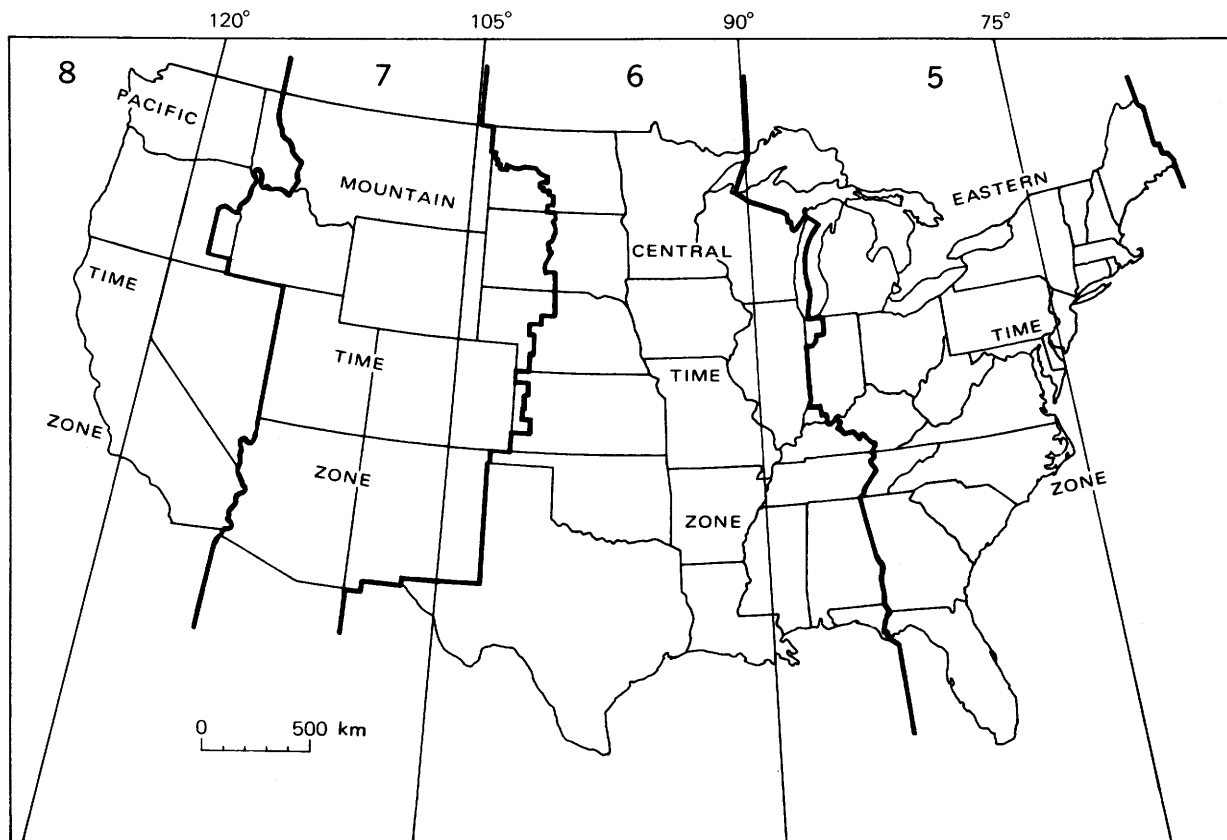 120° 105° 90° 75°
8 7 6 5
PACIFIC
MOUNTAIN
EASTERN
CENTRAL
TIME
TIME
TIME
TIME
ZONE
ZONE
ZONE
ZONE
0 500 km